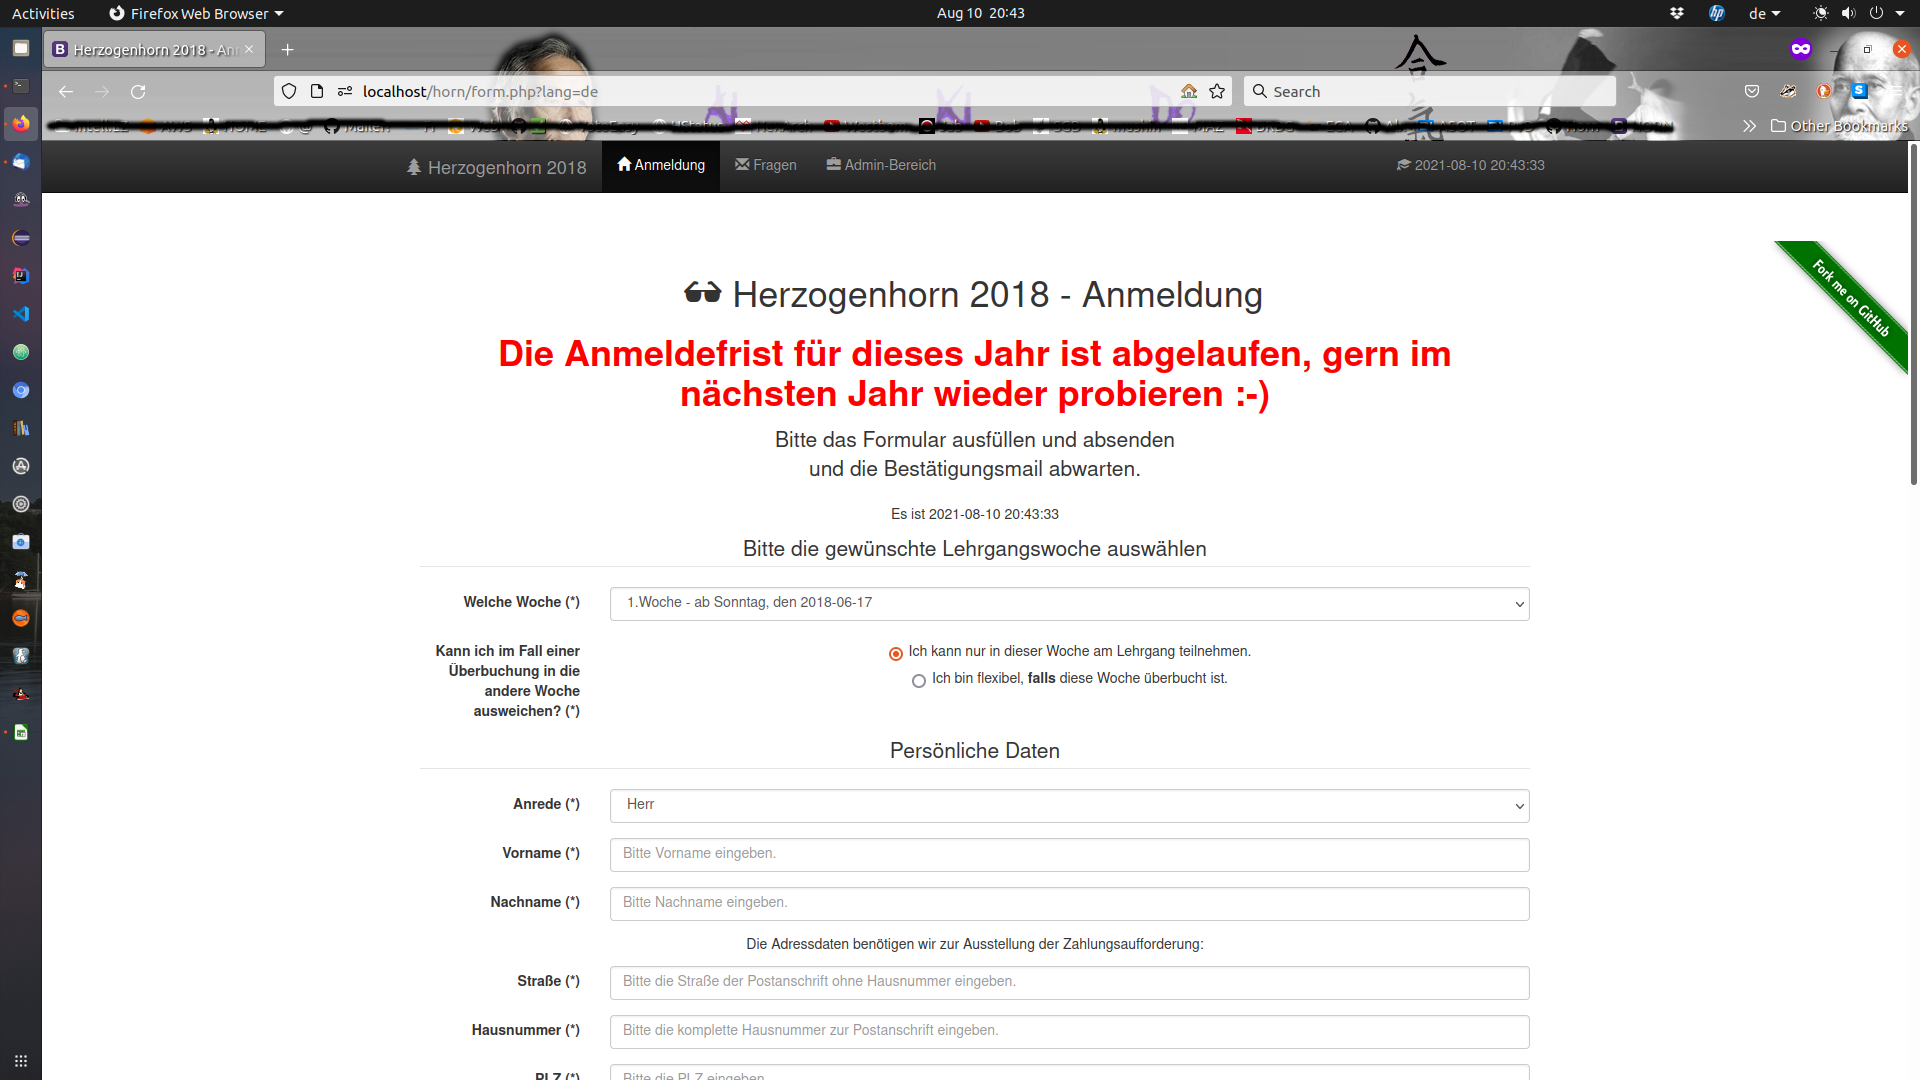 Activities
Firefox Web Browser
Aug 10 20:43
de
Herzogenhorn 2018 - An
localhost/horn/form.php?lang=de
Search
Other Bookmarks
Herzogenhorn 2018
Anmeldung
Fragen
Admin-Bereich
2021-08-10 20:43:33
Fork me on GitHub
Herzogenhorn 2018 - Anmeldung
Die Anmeldefrist für dieses Jahr ist abgelaufen, gern im
nächsten Jahr wieder probieren :-)
Bitte das Formular ausfüllen und absenden
und die Bestätigungsmail abwarten.
Es ist 2021-08-10 20:43:33
Bitte die gewünschte Lehrgangswoche auswählen
Welche Woche (*)
1.Woche - ab Sonntag, den 2018-06-17
Kann ich im Fall einer
Überbuchung in die
andere Woche
ausweichen? (*)
Ich kann nur in dieser Woche am Lehrgang teilnehmen.
Ich bin flexibel, falls diese Woche überbucht ist.
Persönliche Daten
Anrede (*)
Herr
Vorname (*)
Bitte Vorname eingeben.
Nachname (*)
Bitte Nachname eingeben.
Die Adressdaten benötigen wir zur Ausstellung der Zahlungsaufforderung:
Straße (*)
Bitte die Straße der Postanschrift ohne Hausnummer eingeben.
Hausnummer (*)
Bitte die komplette Hausnummer zur Postanschrift eingeben.
PLZ (*)
Bitte die PLZ eingeben